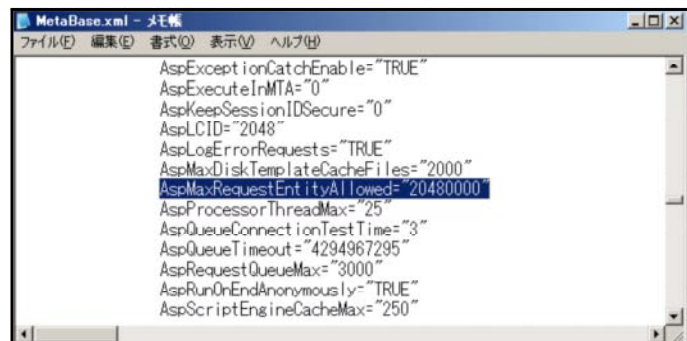 MetaBase.xml - メモ帳
ファイル(F) 編集(E) 書式(O) 表示(V) ヘルプ(H)
AspExceptionCatchEnable="TRUE"
AspExecuteInMTA="0"
AspKeepSessionIDSecure="0"
AspLCID="2048"
AspLogErrorRequests="TRUE"
AspMaxDiskTemplateCacheFiles="2000"
AspMaxRequestEntityAllowed="20480000"
AspProcessorThreadMax="25"
AspQueueConnectionTestTime="3"
AspQueueTimeout="4294967295"
AspRequestQueueMax="3000"
AspRunOnEndAnonymously="TRUE"
AspScriptEngineCacheMax="250"